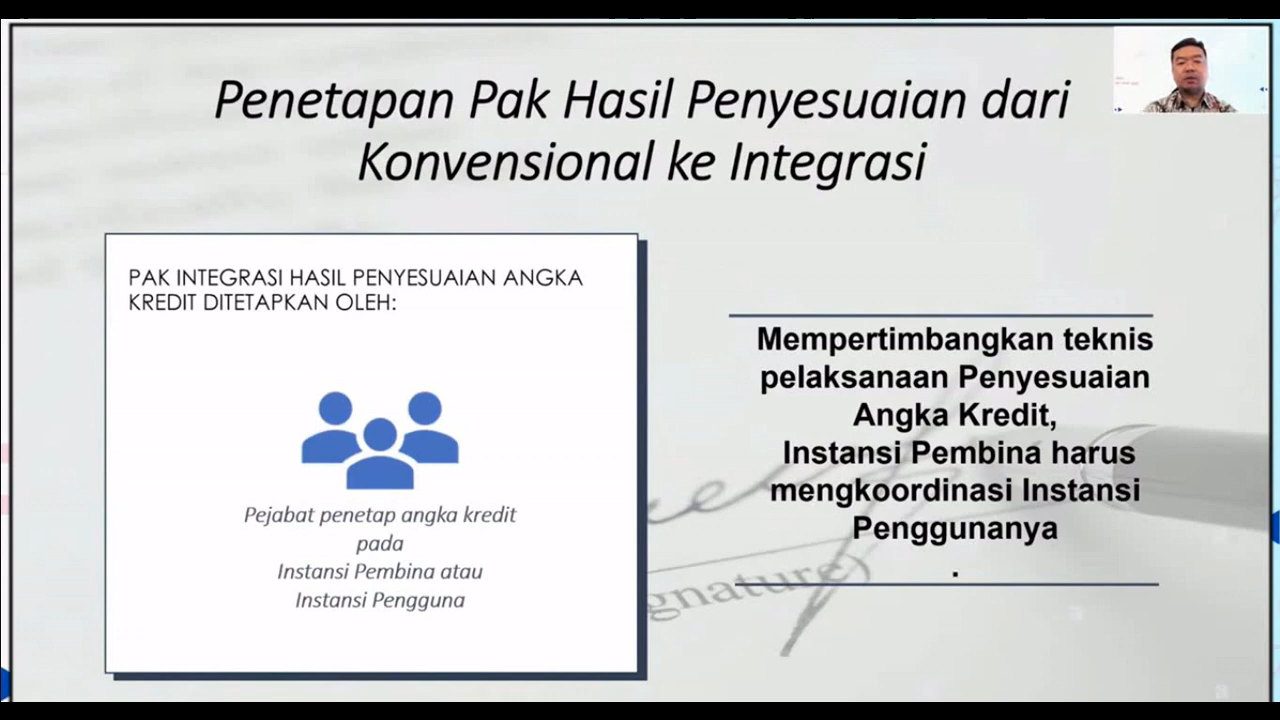 Penetapan Pak Hasil Penyesuaian dari
Konvensional ke Integrasi
PAK INTEGRASI HASIL PENYESUAIAN ANGKA
KREDIT DITETAPKAN OLEH:
Pejabat penetap angka kredit
pada
Instansi Pembina atau
Instansi Pengguna
Mempertimbangkan teknis
pelaksanaan Penyesuaian
Angka Kredit,
Instansi Pembina harus
mengkoordinasi Instansi
Penggunanya
.